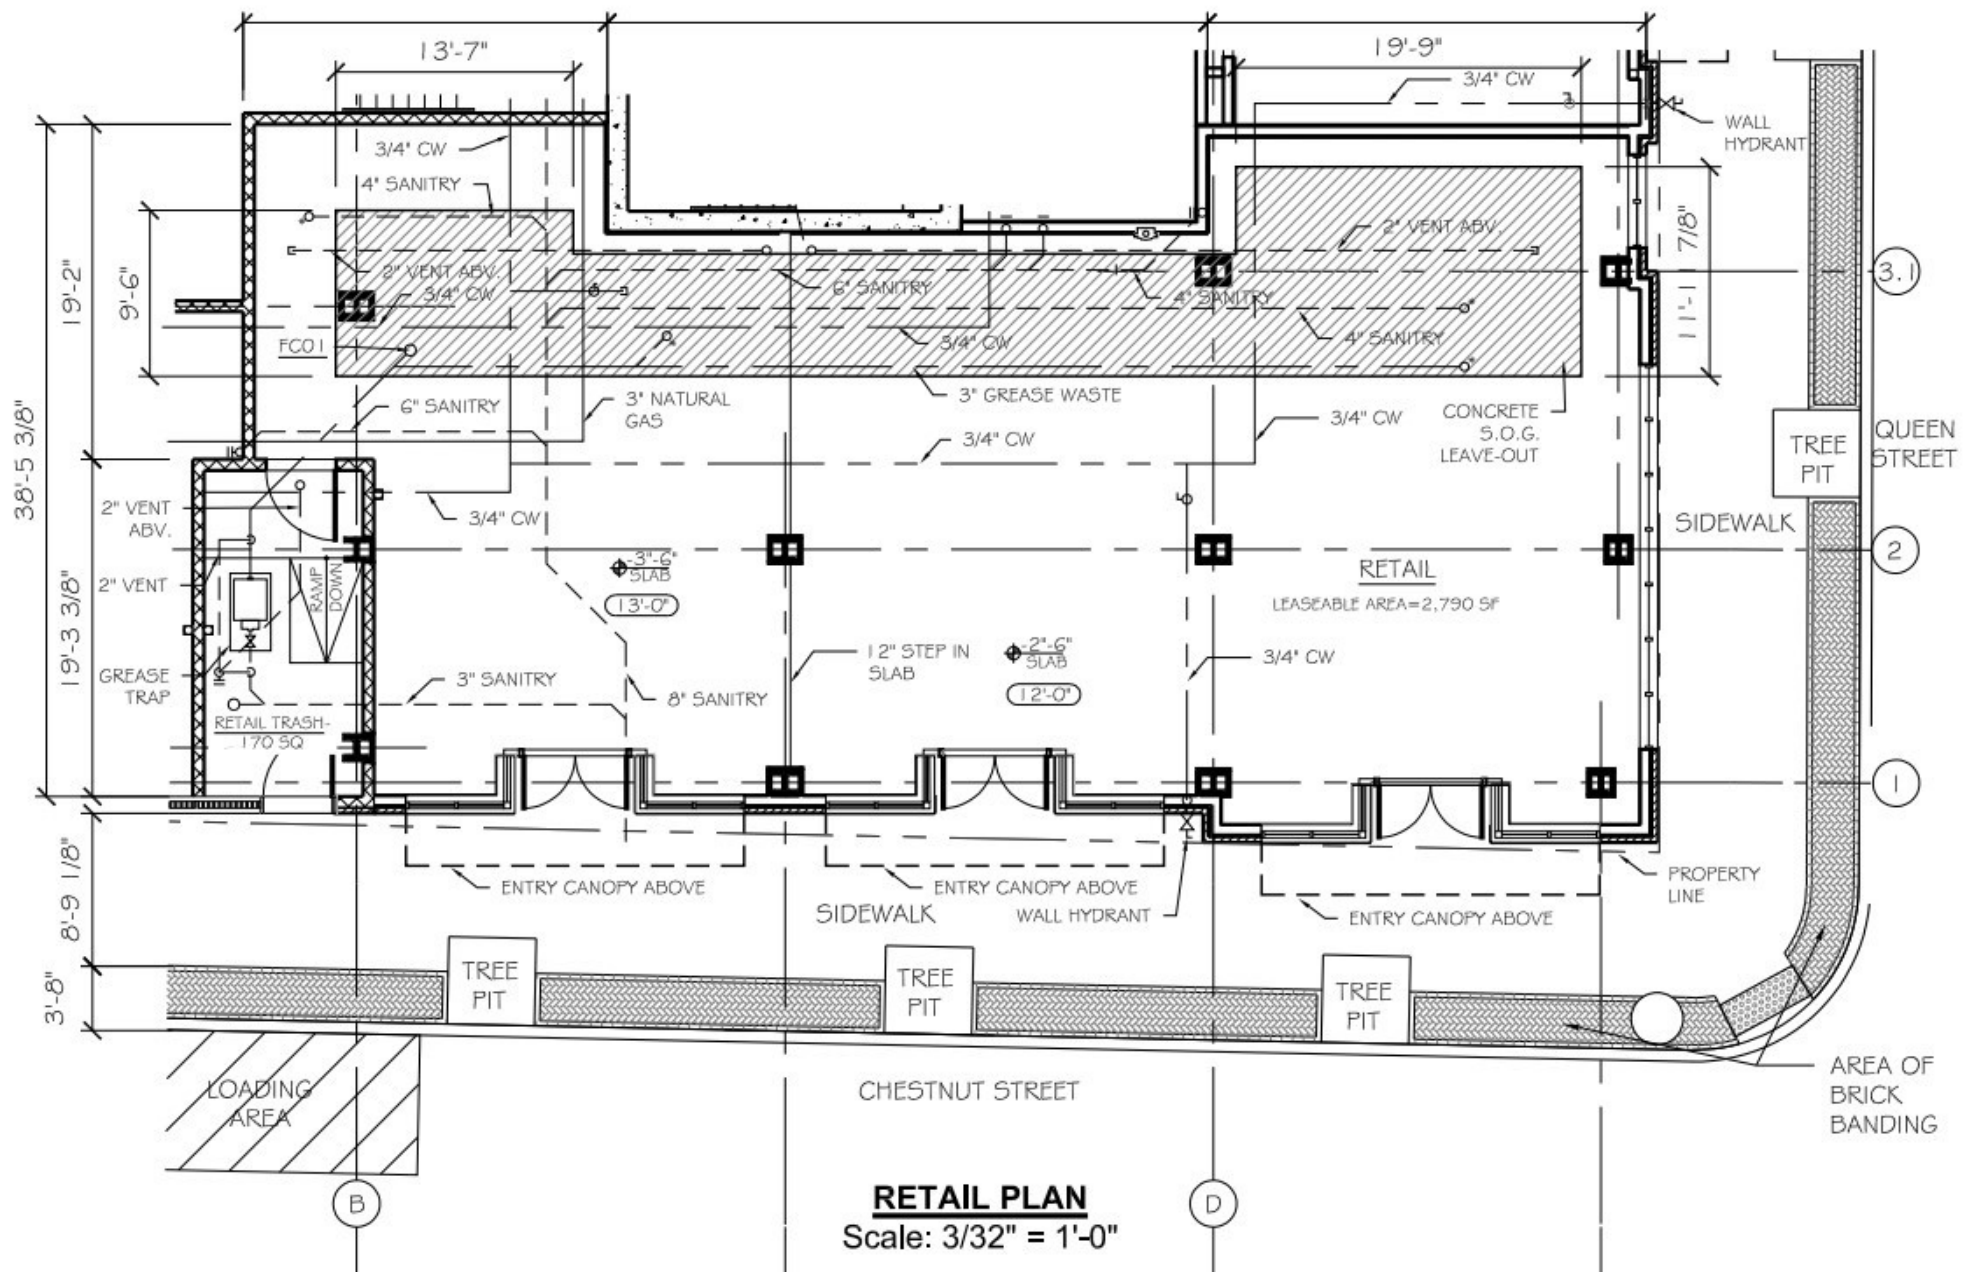 13'-7"
19'-9"
3/4" CW
WALL
HYDRANT
3/4" CW
4" SANITRY
2" VENT ABV.
2" VENT ABV.
3/4" CW
6" SANITRY
4" SANITRY
3.1
19'-2"
9'-6"
11'-1 7/8"
FCO1
3/4" CW
4" SANITRY
6" SANITRY
3" NATURAL
GAS
3" GREASE WASTE
3/4" CW
CONCRETE
S.O.G.
LEAVE-OUT
3/4" CW
TREE
PIT
QUEEN
STREET
38'-5 3/8"
2" VENT
ABV.
3/4" CW
SIDEWALK
2
2" VENT
RAMP
DOWN
-3'-6"
SLAB
13'-0"
RETAIL
LEASEABLE AREA=2,790 SF
19'-3 3/8"
GREASE
TRAP
3" SANITRY
8" SANITRY
12" STEP IN
SLAB
-2'-6"
SLAB
12'-0"
3/4" CW
RETAIL TRASH-
170 SQ
1
ENTRY CANOPY ABOVE
ENTRY CANOPY ABOVE
PROPERTY
LINE
8'-9 1/8"
SIDEWALK
WALL HYDRANT
ENTRY CANOPY ABOVE
3'-8"
TREE
PIT
TREE
PIT
TREE
PIT
LOADING
AREA
CHESTNUT STREET
AREA OF
BRICK
BANDING
B
RETAIL PLAN
D
Scale: 3/32" = 1'-0"